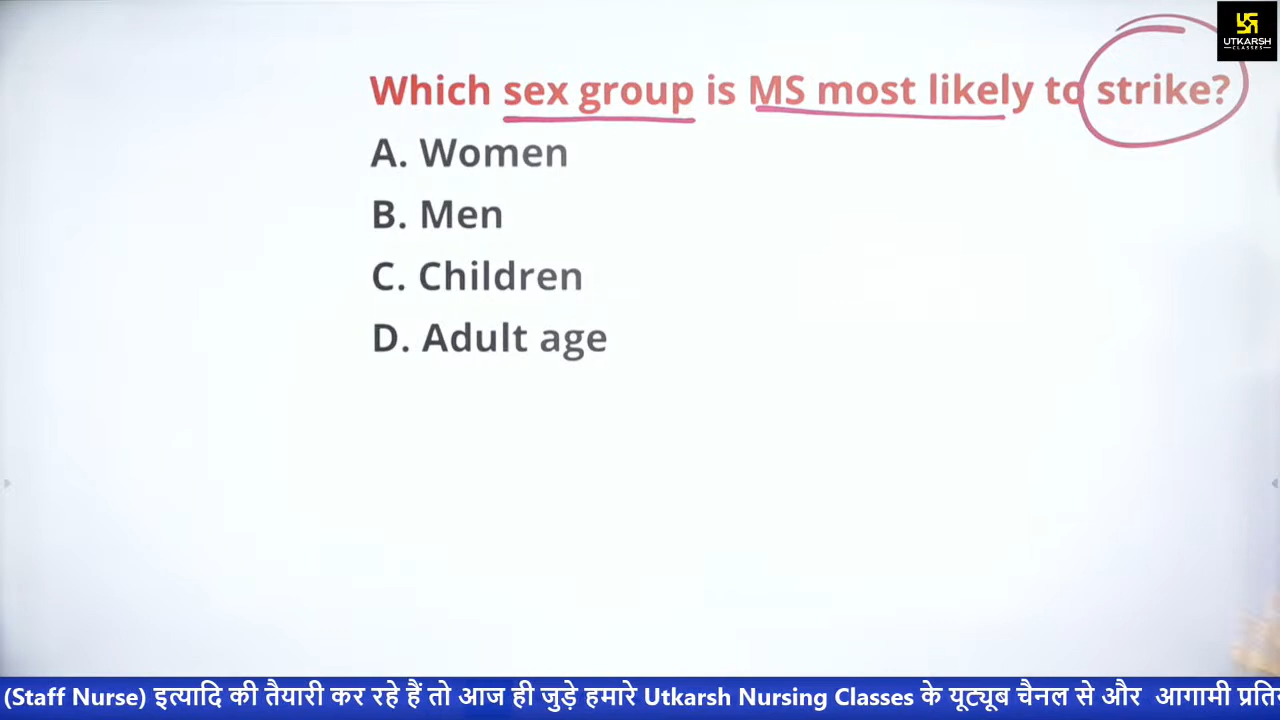 UTKARSH
CLASSES
Which sex group is MS most likely to strike?
A. Women
B. Men
C. Children
D. Adult age
(Staff Nurse) इत्यादि की तैयारी कर रहे हैं तो आज ही जुड़े हमारे Utkarsh Nursing Classes के यूट्यूब चैनल से और आगामी